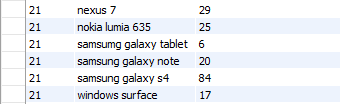 21 nexus 7 29
21 nokia lumia 635 25
21 samsumg galaxy tablet 6
21 samsung galaxy note 20
21 samsung galaxy s4 84
21 windows surface 17